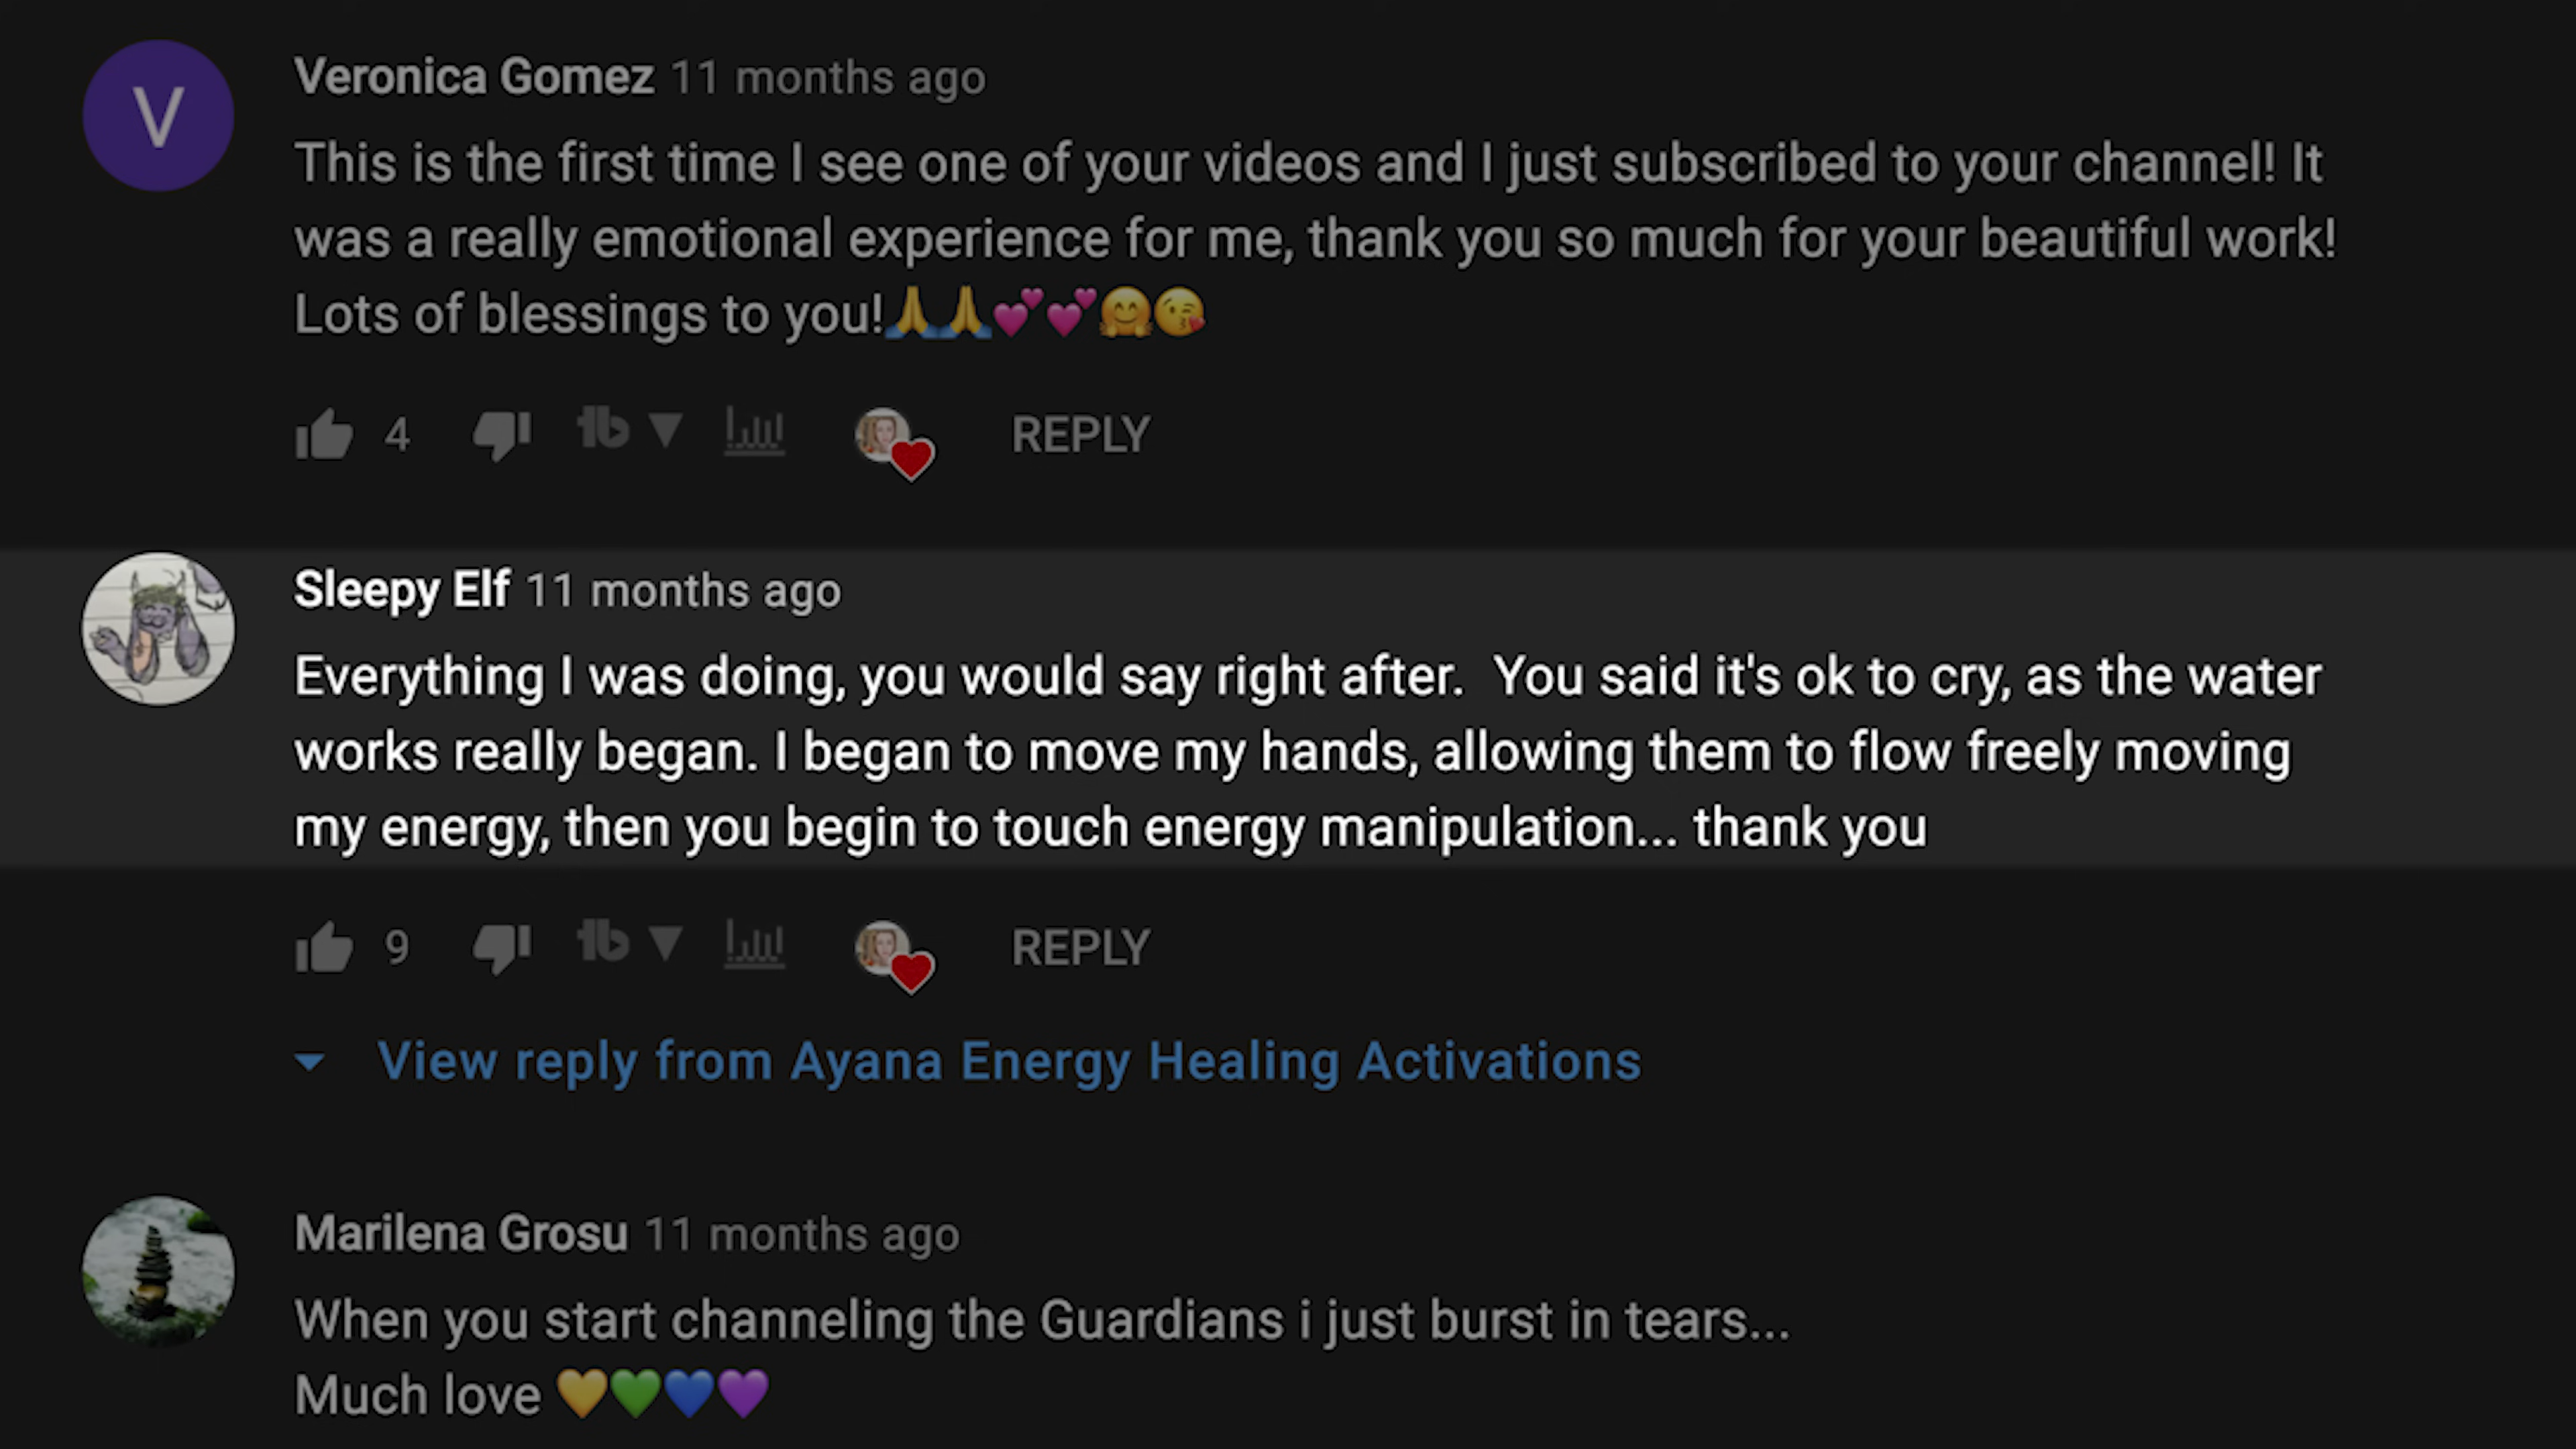 V
Veronica Gomez 11 months ago
This is the first time I see one of your videos and I just subscribed to your channel! It
was a really emotional experience for me, thank you so much for your beautiful work!
Lots of blessings to you!🙏🙏💕💕🤗😘
4 tb REPLY
Sleepy Elf 11 months ago
Everything I was doing, you would say right after.  You said it's ok to cry, as the water
works really began. I began to move my hands, allowing them to flow freely moving
my energy, then you begin to touch energy manipulation... thank you
9 tb REPLY
View reply from Ayana Energy Healing Activations
Marilena Grosu 11 months ago
When you start channeling the Guardians i just burst in tears...
Much love 💛💚💙💜